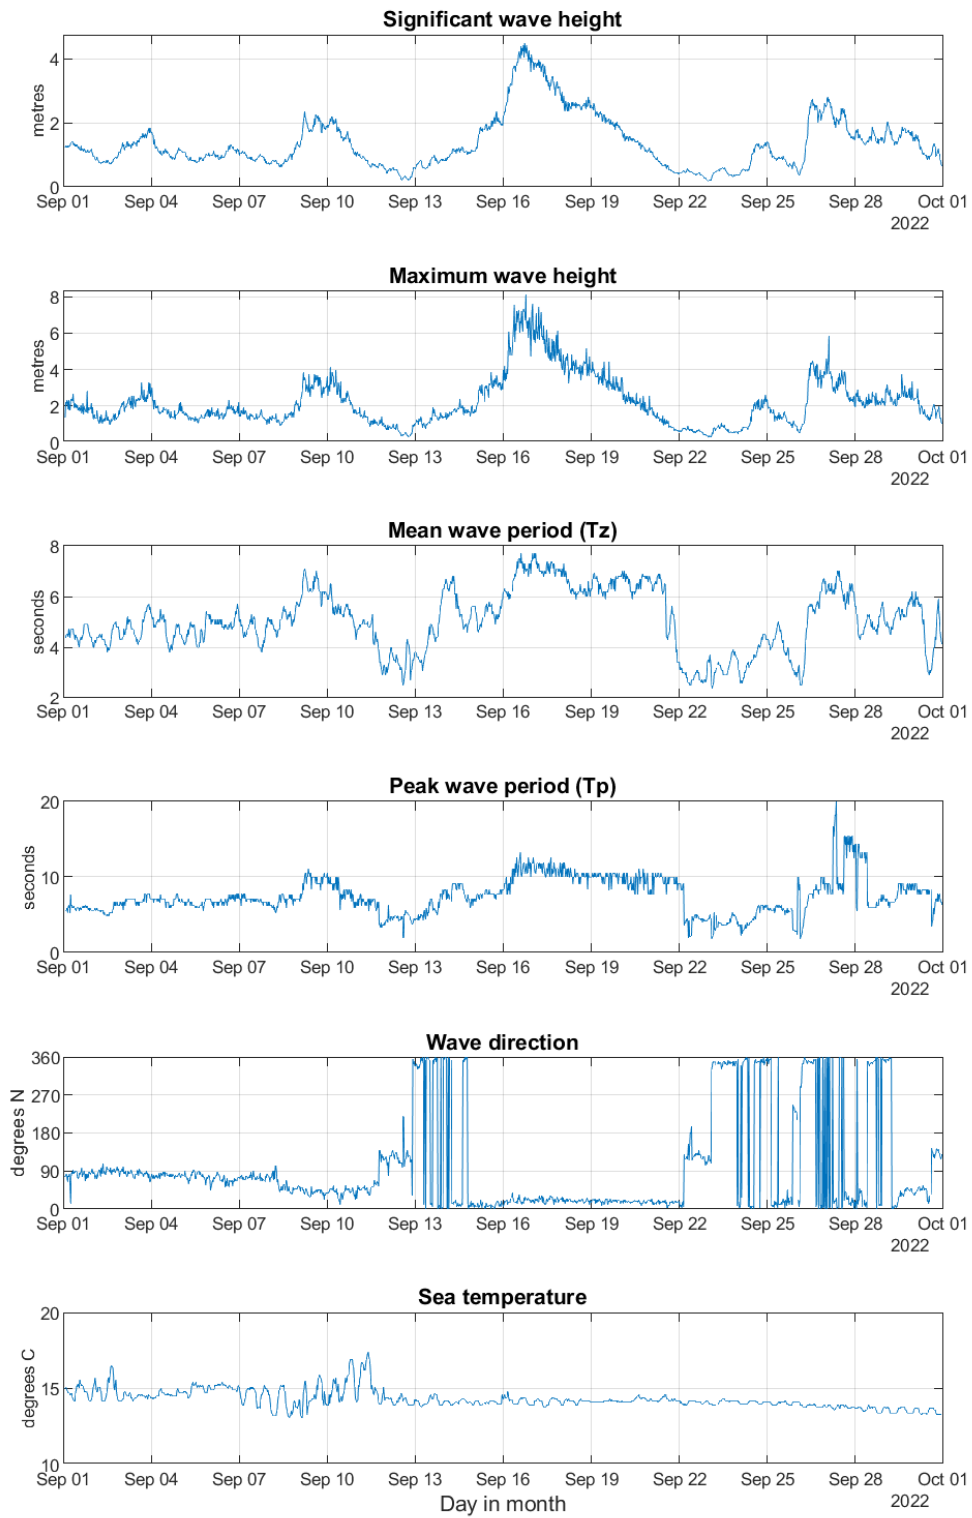 Significant wave height
metres
4
2
0
Sep 01 Sep 04 Sep 07 Sep 10 Sep 13 Sep 16 Sep 19 Sep 22 Sep 25 Sep 28 Oct 01
2022
Maximum wave height
metres
8
6
4
2
0
Sep 01 Sep 04 Sep 07 Sep 10 Sep 13 Sep 16 Sep 19 Sep 22 Sep 25 Sep 28 Oct 01
2022
Mean wave period (Tz)
seconds
8
6
4
2
Sep 01 Sep 04 Sep 07 Sep 10 Sep 13 Sep 16 Sep 19 Sep 22 Sep 25 Sep 28 Oct 01
2022
Peak wave period (Tp)
seconds
20
10
0
Sep 01 Sep 04 Sep 07 Sep 10 Sep 13 Sep 16 Sep 19 Sep 22 Sep 25 Sep 28 Oct 01
2022
Wave direction
degrees N
360
270
180
90
0
Sep 01 Sep 04 Sep 07 Sep 10 Sep 13 Sep 16 Sep 19 Sep 22 Sep 25 Sep 28 Oct 01
2022
Sea temperature
degrees C
20
15
10
Sep 01 Sep 04 Sep 07 Sep 10 Sep 13 Sep 16 Sep 19 Sep 22 Sep 25 Sep 28 Oct 01
Day in month
2022